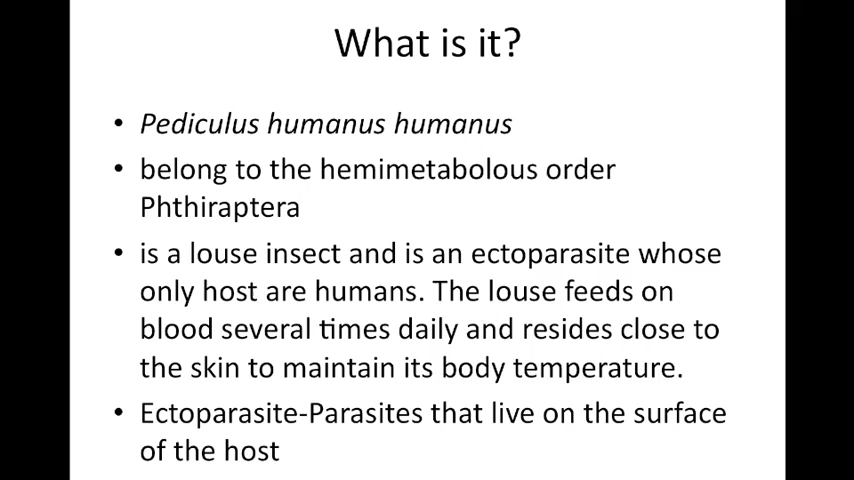 What is it?
• Pediculus humanus humanus
• belong to the hemimetabolous order
Phthiraptera
• is a louse insect and is an ectoparasite whose
only host are humans. The louse feeds on
blood several times daily and resides close to
the skin to maintain its body temperature.
• Ectoparasite-Parasites that live on the surface
of the host